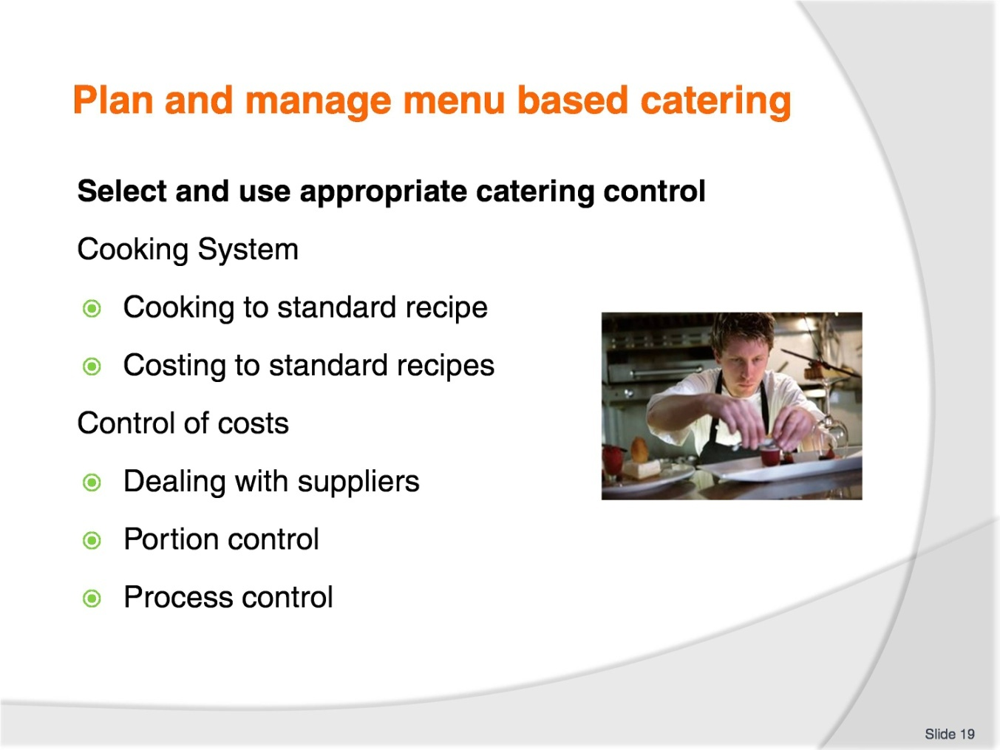 Plan and manage menu based catering
Select and use appropriate catering control
Cooking System
Cooking to standard recipe
Costing to standard recipes
Control of costs
Dealing with suppliers
Portion control
Process control
Slide 19